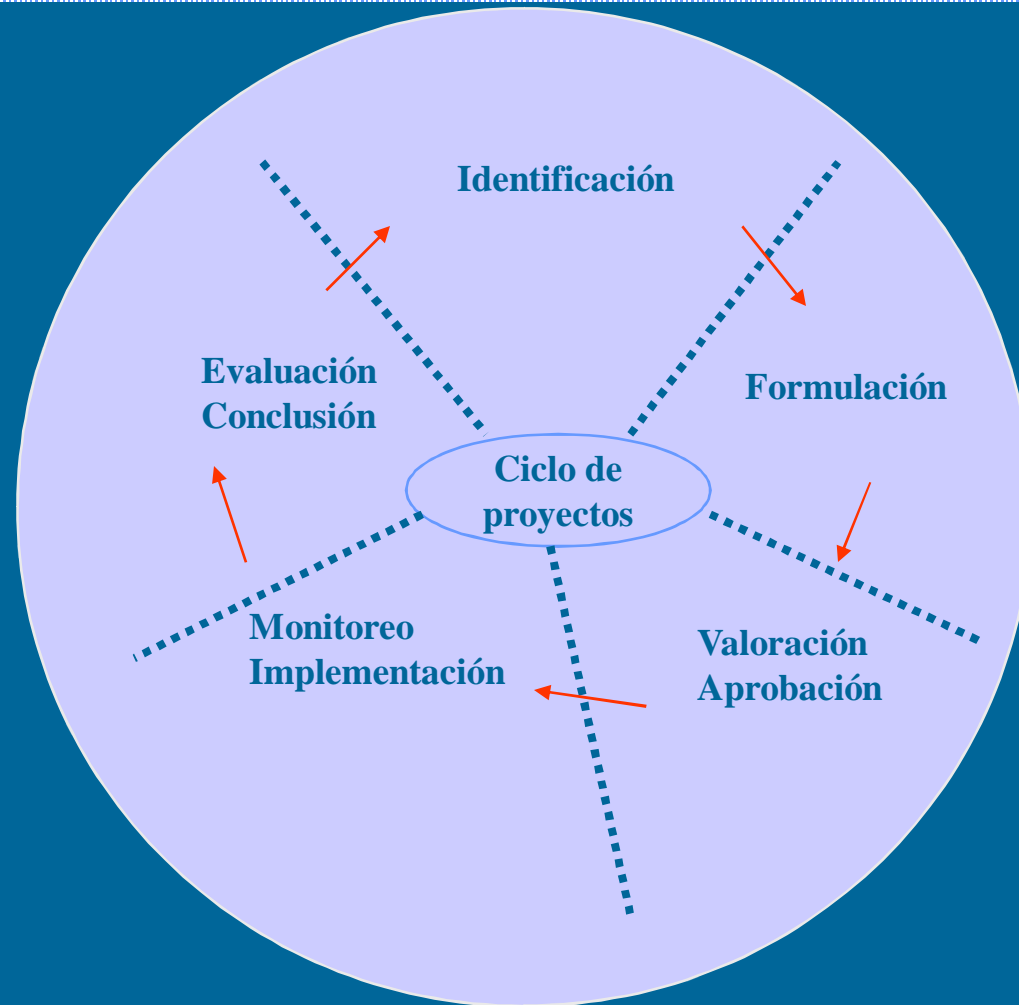 Identificación
Formulación
Valoración
Aprobación
Monitoreo
Implementación
Evaluación
Conclusión
Ciclo de
proyectos